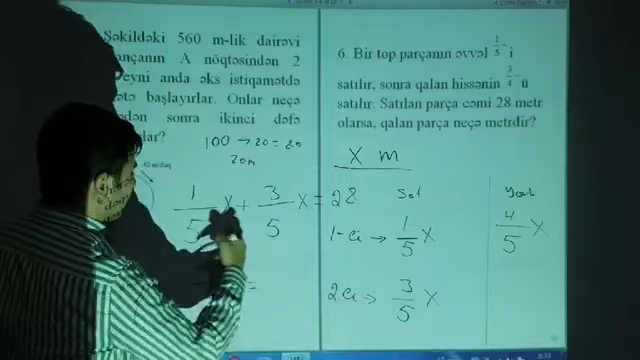 Şəkildəki 560 m-lik dairəvi
A nöqtəsindən 2
eyni anda əks istiqamətdə
başlayırlar. Onlar neçə
sonra ikinci dəfə
100 → 20 = 80
20m
40 m/dəq
1/5 x + 3/5 x = 28
6. Bir top parçanın əvvəl 1/5 - i
satılır, sonra qalan hissənin 3/4 - ü
satılır. Satılan parça cəmi 28 metr
olarsa, qalan parça neçə metrdir?
X m
Sat
1-ci → 1/5 x
2ci → 3/5 x
4/5 x